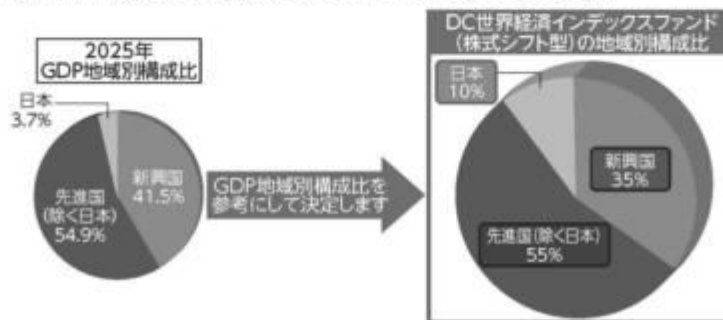 2025年
GDP地域別構成比
日本
3.7%
新興国
41.5%
先進国
(除く日本)
54.9%
GDP地域別構成比を
参考にして決定します
DC世界経済インデックスファンド
(株式シフト型)の地域別構成比
日本
10%
新興国
35%
先進国(除く日本)
55%